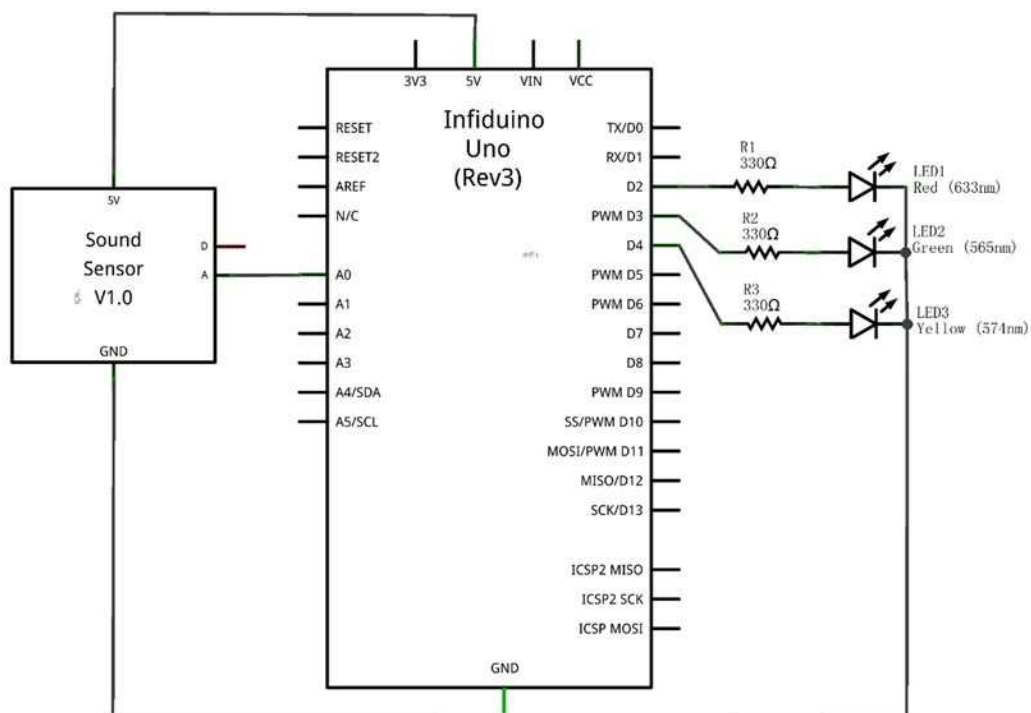 3V3
5V
VIN
VCC
Infiduino
Uno
(Rev3)
RESET
RESET2
AREF
N/C
A0
A1
A2
A3
A4/SDA
A5/SCL
TX/D0
RX/D1
D2
PWM D3
D4
PWM D5
PWM D6
D7
D8
PWM D9
SS/PWM D10
MOSI/PWM D11
MISO/D12
SCK/D13
ICSP2 MISO
ICSP2 SCK
ICSP MOSI
GND
5V
Sound
Sensor
V1.0
D
A
GND
R1
330Ω
R2
330Ω
R3
330Ω
LED1
Red (633nm)
LED2
Green (565nm)
LED3
Yellow (574nm)